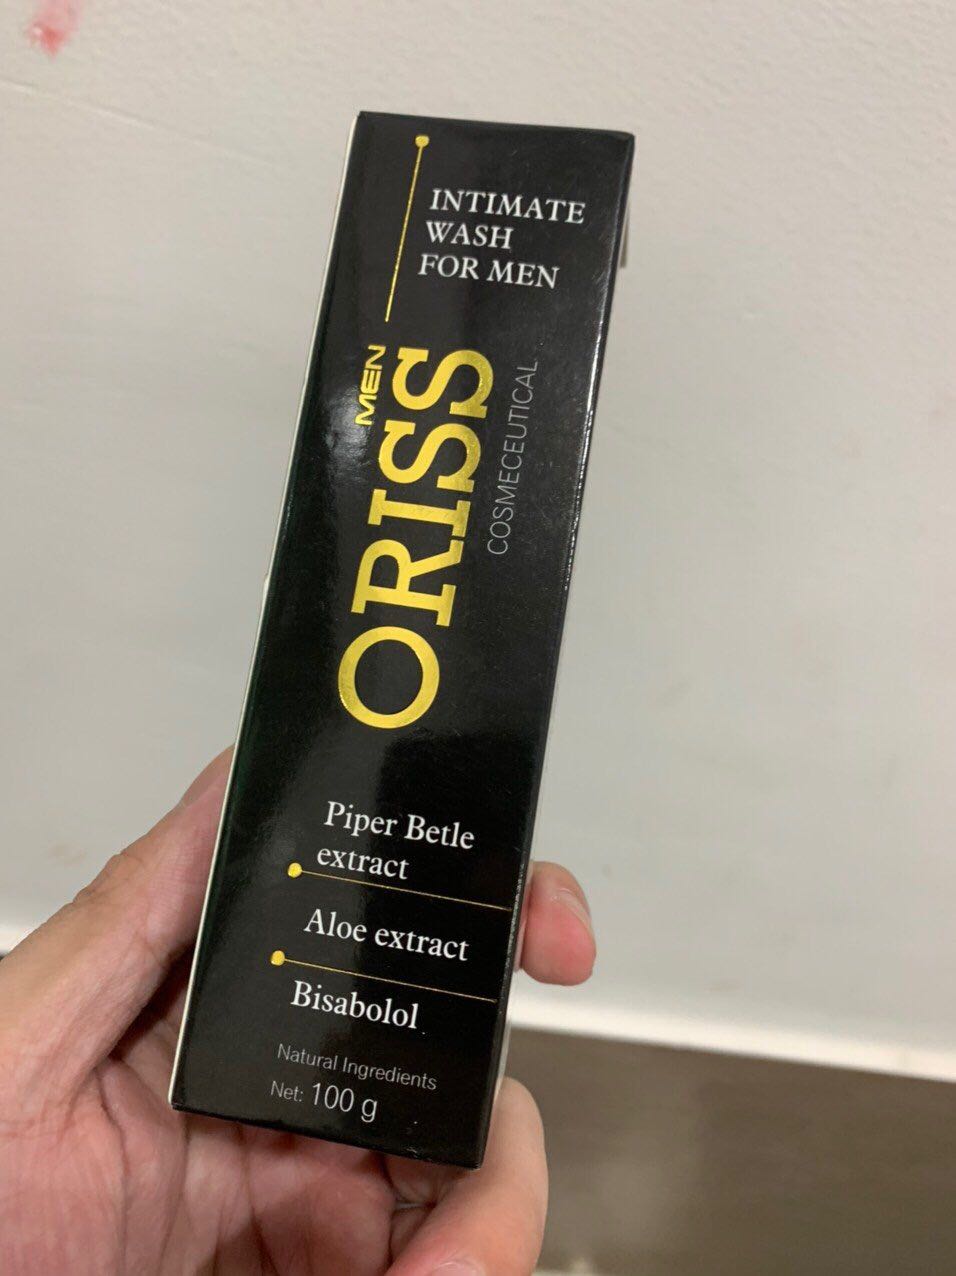 INTIMATE
WASH
FOR MEN
MEN
ORISS
COSMECEUTICAL
Piper Betle
extract
Aloe extract
Bisabolol
Natural Ingredients
Net: 100 g